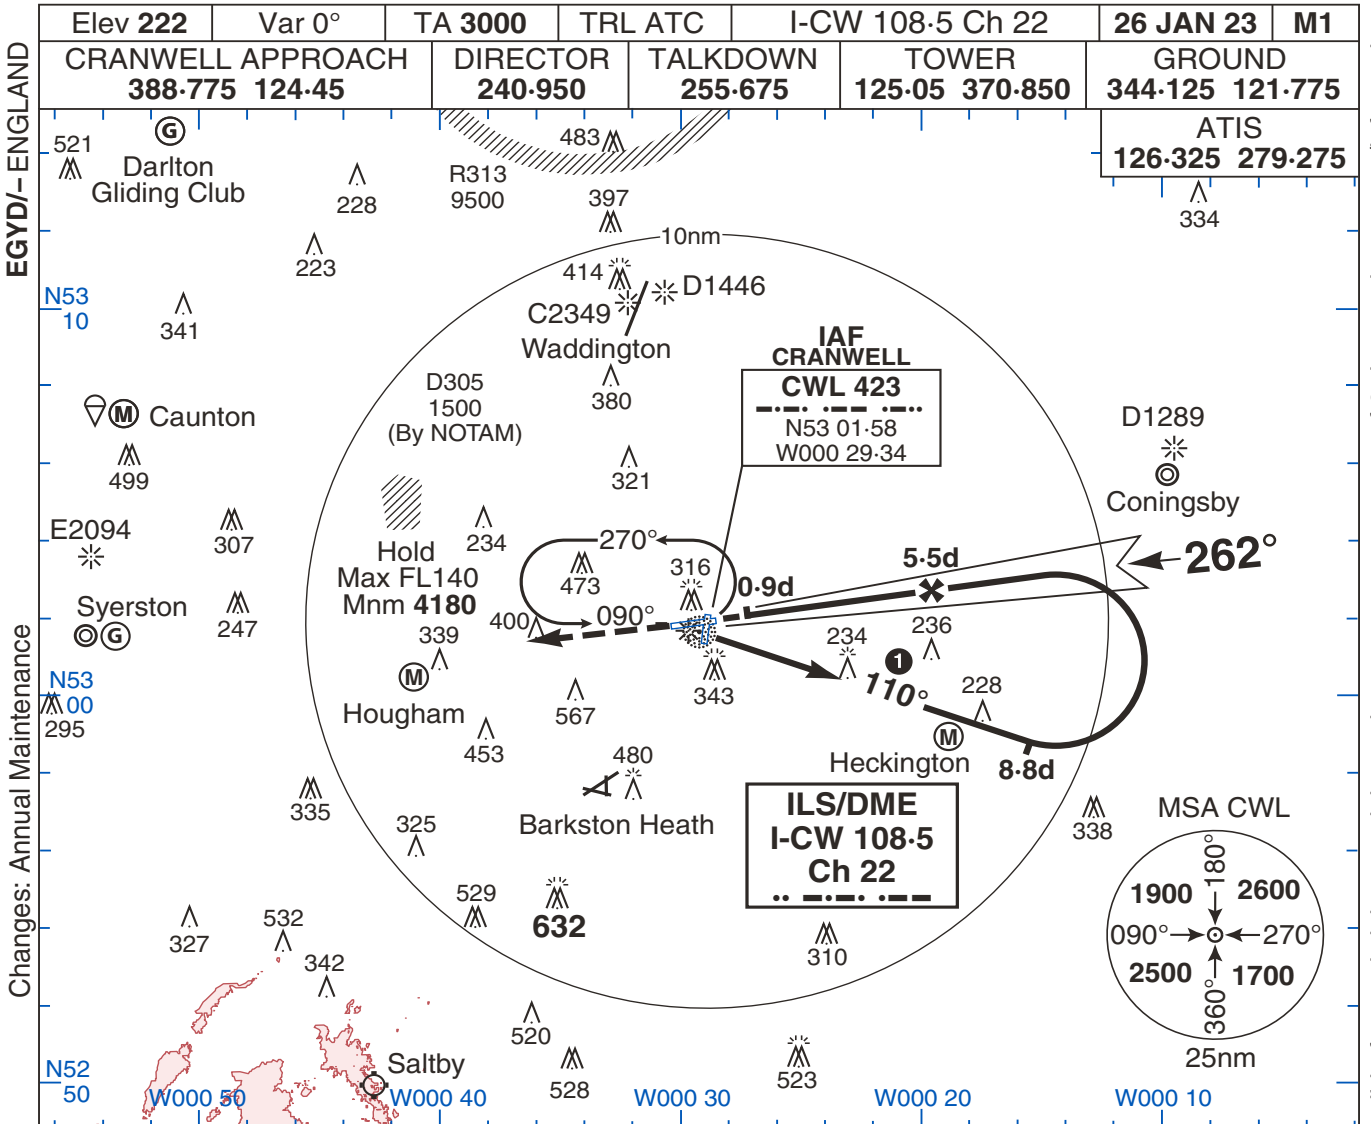 Elev 222
Var 0°
TA 3000
TRL ATC
I-CW 108·5 Ch 22
26 JAN 23
M1
CRANWELL APPROACH
388·775 124·45
DIRECTOR
240·950
TALKDOWN
255·675
TOWER
125·05 370·850
GROUND
344·125 121·775
ATIS
126·325 279·275
EGYD/– ENGLAND
Changes: Annual Maintenance
521
G
Darlton
Gliding Club
228
223
341
N53
10
R313
9500
483
397
10nm
414
D1446
C2349
Waddington
380
321
334
IAF
CRANWELL
CWL 423
N53 01·58
W000 29·34
D305
1500
(By NOTAM)
M
Caunton
499
307
E2094
Syerston
G
247
D1289
Coningsby
262°
5·5d
0·9d
270°
234
Hold
Max FL140
Mnm 4180
473
316
400
090°
339
M
Hougham
N53
00
295
567
453
343
234
236
1
110°
228
M
Heckington
8·8d
480
Barkston Heath
335
325
529
632
ILS/DME
I-CW 108·5
Ch 22
310
338
MSA CWL
180°
1900
2600
090°
270°
2500
1700
360°
25nm
327
532
342
520
528
523
Saltby
N52
50
W000 50
W000 40
W000 30
W000 20
W000 10